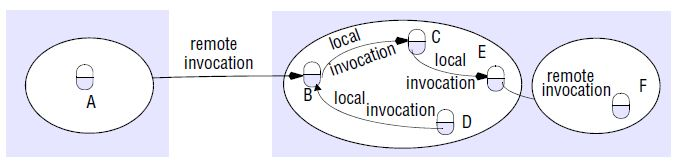 remote
invocation
A
B
local
invocation
C
local
invocation
E
local
invocation
D
remote
invocation
F